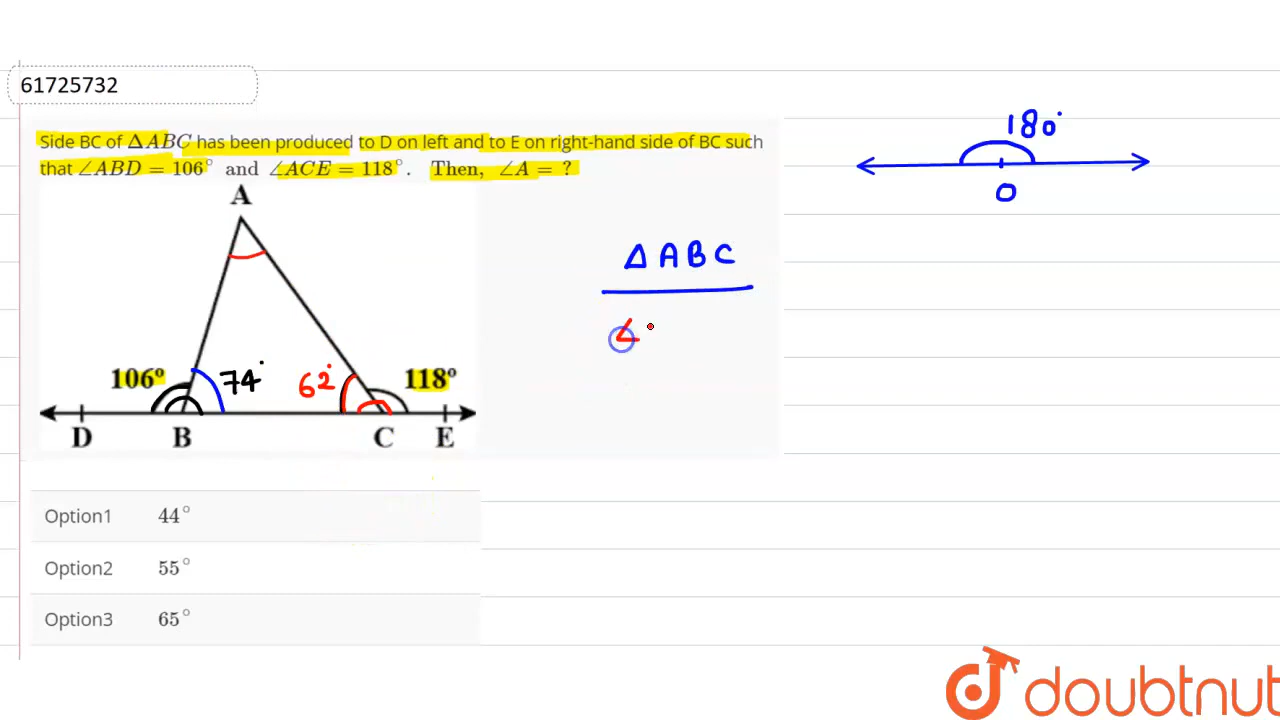 61725732
180°
O
Side BC of ΔABC has been produced to D on left and to E on right-hand side of BC such
that ∠ABD = 106° and ∠ACE = 118° . Then, ∠A = ?
A
Δ A B C
∠
106° 74° 62° 118°
D B C E
Option1 44°
Option2 55°
Option3 65°
doubtnut